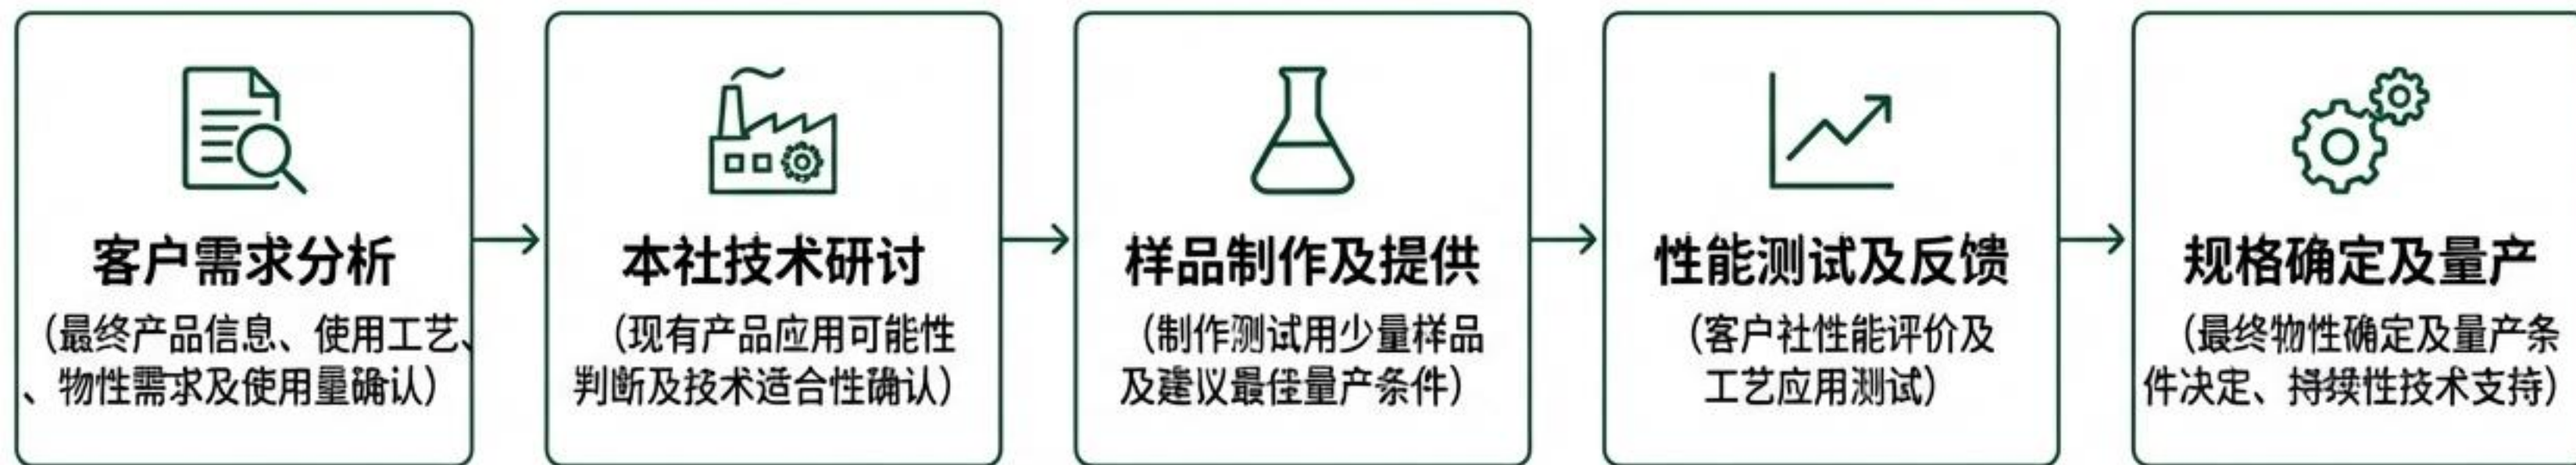 客户需求分析
(最终产品信息、使用工艺、
、物性需求及使用量确认)
本社技术研讨
(现有产品应用可能性
判断及技术适合性确认)
样品制作及提供
(制作测试用少量样品
及建议最佳量产条件)
性能测试及反馈
(客户社性能评价及
工艺应用测试)
规格确定及量产
(最终物性确定及量产条
件决定、持续性技术支持)